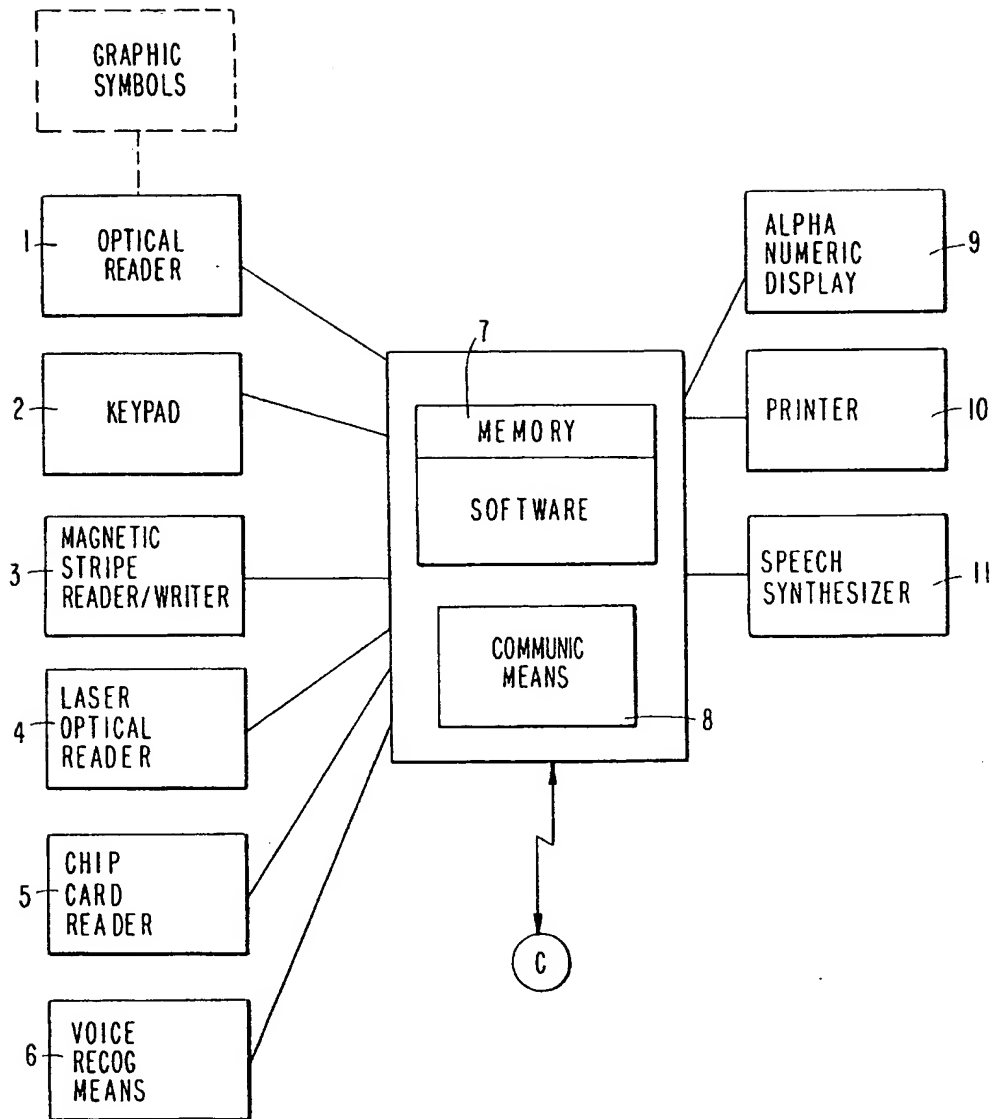 GRAPHIC
SYMBOLS
1
OPTICAL
READER
2
KEYPAD
3
MAGNETIC
STRIPE
READER/WRITER
4
LASER
OPTICAL
READER
5
CHIP
CARD
READER
6
VOICE
RECOG
MEANS
7
MEMORY
SOFTWARE
COMMUNIC
MEANS
8
C
ALPHA
NUMERIC
DISPLAY
9
PRINTER
10
SPEECH
SYNTHESIZER
11